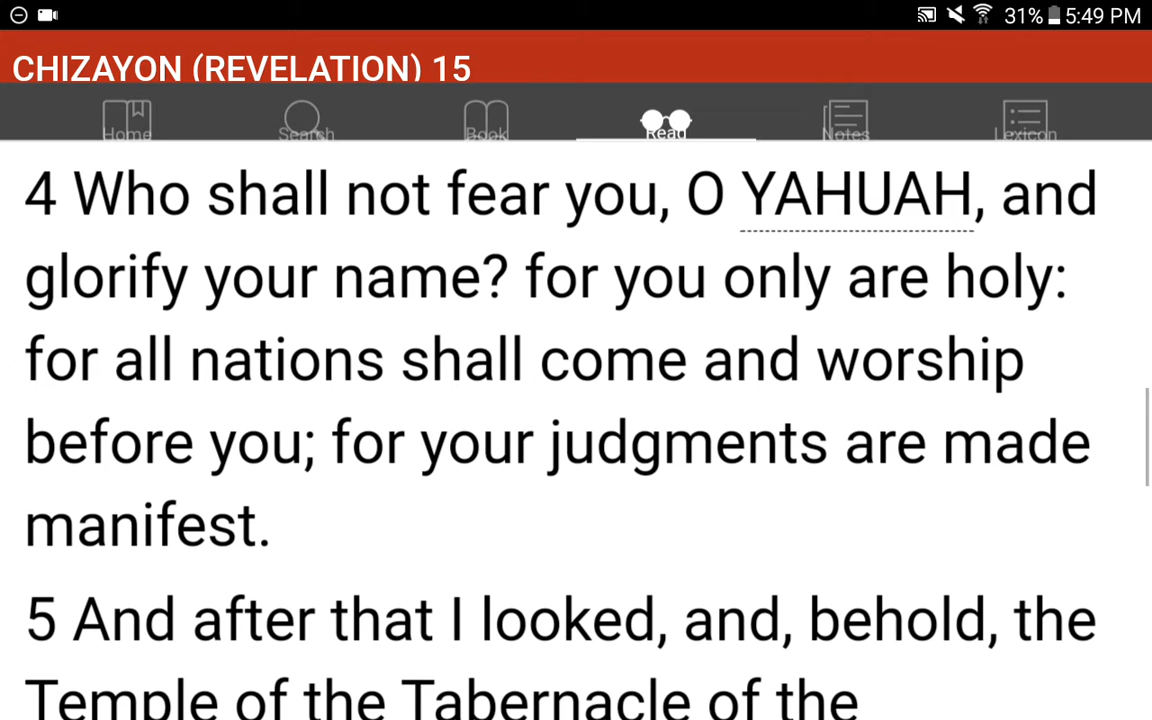 31% 5:49 PM
CHIZAYON (REVELATION) 15
Home Search Book Read Notes Lexicon
4 Who shall not fear you, O YAHUAH, and
glorify your name? for you only are holy:
for all nations shall come and worship
before you; for your judgments are made
manifest.
5 And after that I looked, and, behold, the
Temple of the Tabernacle of the